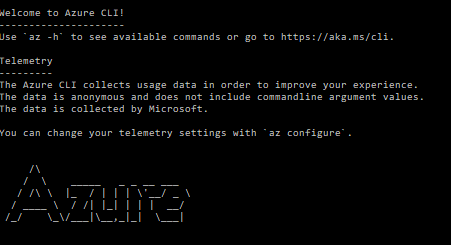 Welcome to Azure CLI!
---------------------
Use `az -h` to see available commands or go to https://aka.ms/cli.
Telemetry
---------
The Azure CLI collects usage data in order to improve your experience.
The data is anonymous and does not include commandline argument values.
The data is collected by Microsoft.
You can change your telemetry settings with `az configure`.
Azure